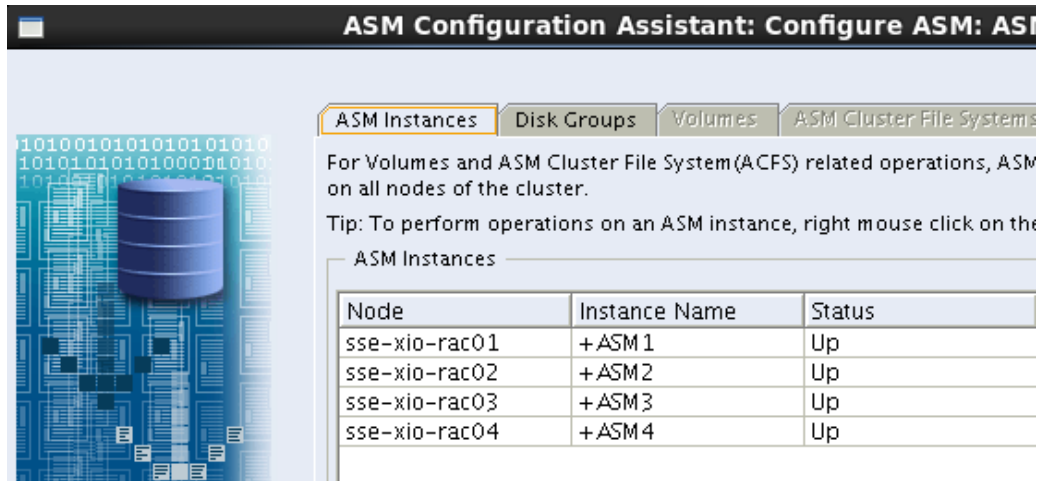 ASM Configuration Assistant: Configure ASM: ASM
ASM Instances Disk Groups Volumes ASM Cluster File Systems
For Volumes and ASM Cluster File System(ACFS) related operations, ASM
on all nodes of the cluster.
Tip: To perform operations on an ASM instance, right mouse click on the
ASM Instances
Node Instance Name Status
sse-xio-rac01 +ASM1 Up
sse-xio-rac02 +ASM2 Up
sse-xio-rac03 +ASM3 Up
sse-xio-rac04 +ASM4 Up